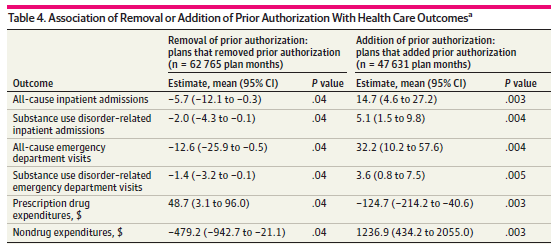 Table 4. Association of Removal or Addition of Prior Authorization With Health Care Outcomesᵃ
Removal of prior authorization: plans that removed prior authorization (n = 62 765 plan months)
Addition of prior authorization: plans that added prior authorization (n = 47 631 plan months)
Outcome Estimate, mean (95% CI) P value Estimate, mean (95% CI) P value
All-cause inpatient admissions −5.7 (−12.1 to −0.3) .04 14.7 (4.6 to 27.2) .003
Substance use disorder-related inpatient admissions −2.0 (−4.3 to −0.1) .04 5.1 (1.5 to 9.8) .004
All-cause emergency department visits −12.6 (−25.9 to −0.5) .04 32.2 (10.2 to 57.6) .004
Substance use disorder-related emergency department visits −1.4 (−3.2 to −0.1) .04 3.6 (0.8 to 7.5) .005
Prescription drug expenditures, $ 48.7 (3.1 to 96.0) .04 −124.7 (−214.2 to −40.6) .003
Nondrug expenditures, $ −479.2 (−942.7 to −21.1) .04 1236.9 (434.2 to 2055.0) .003